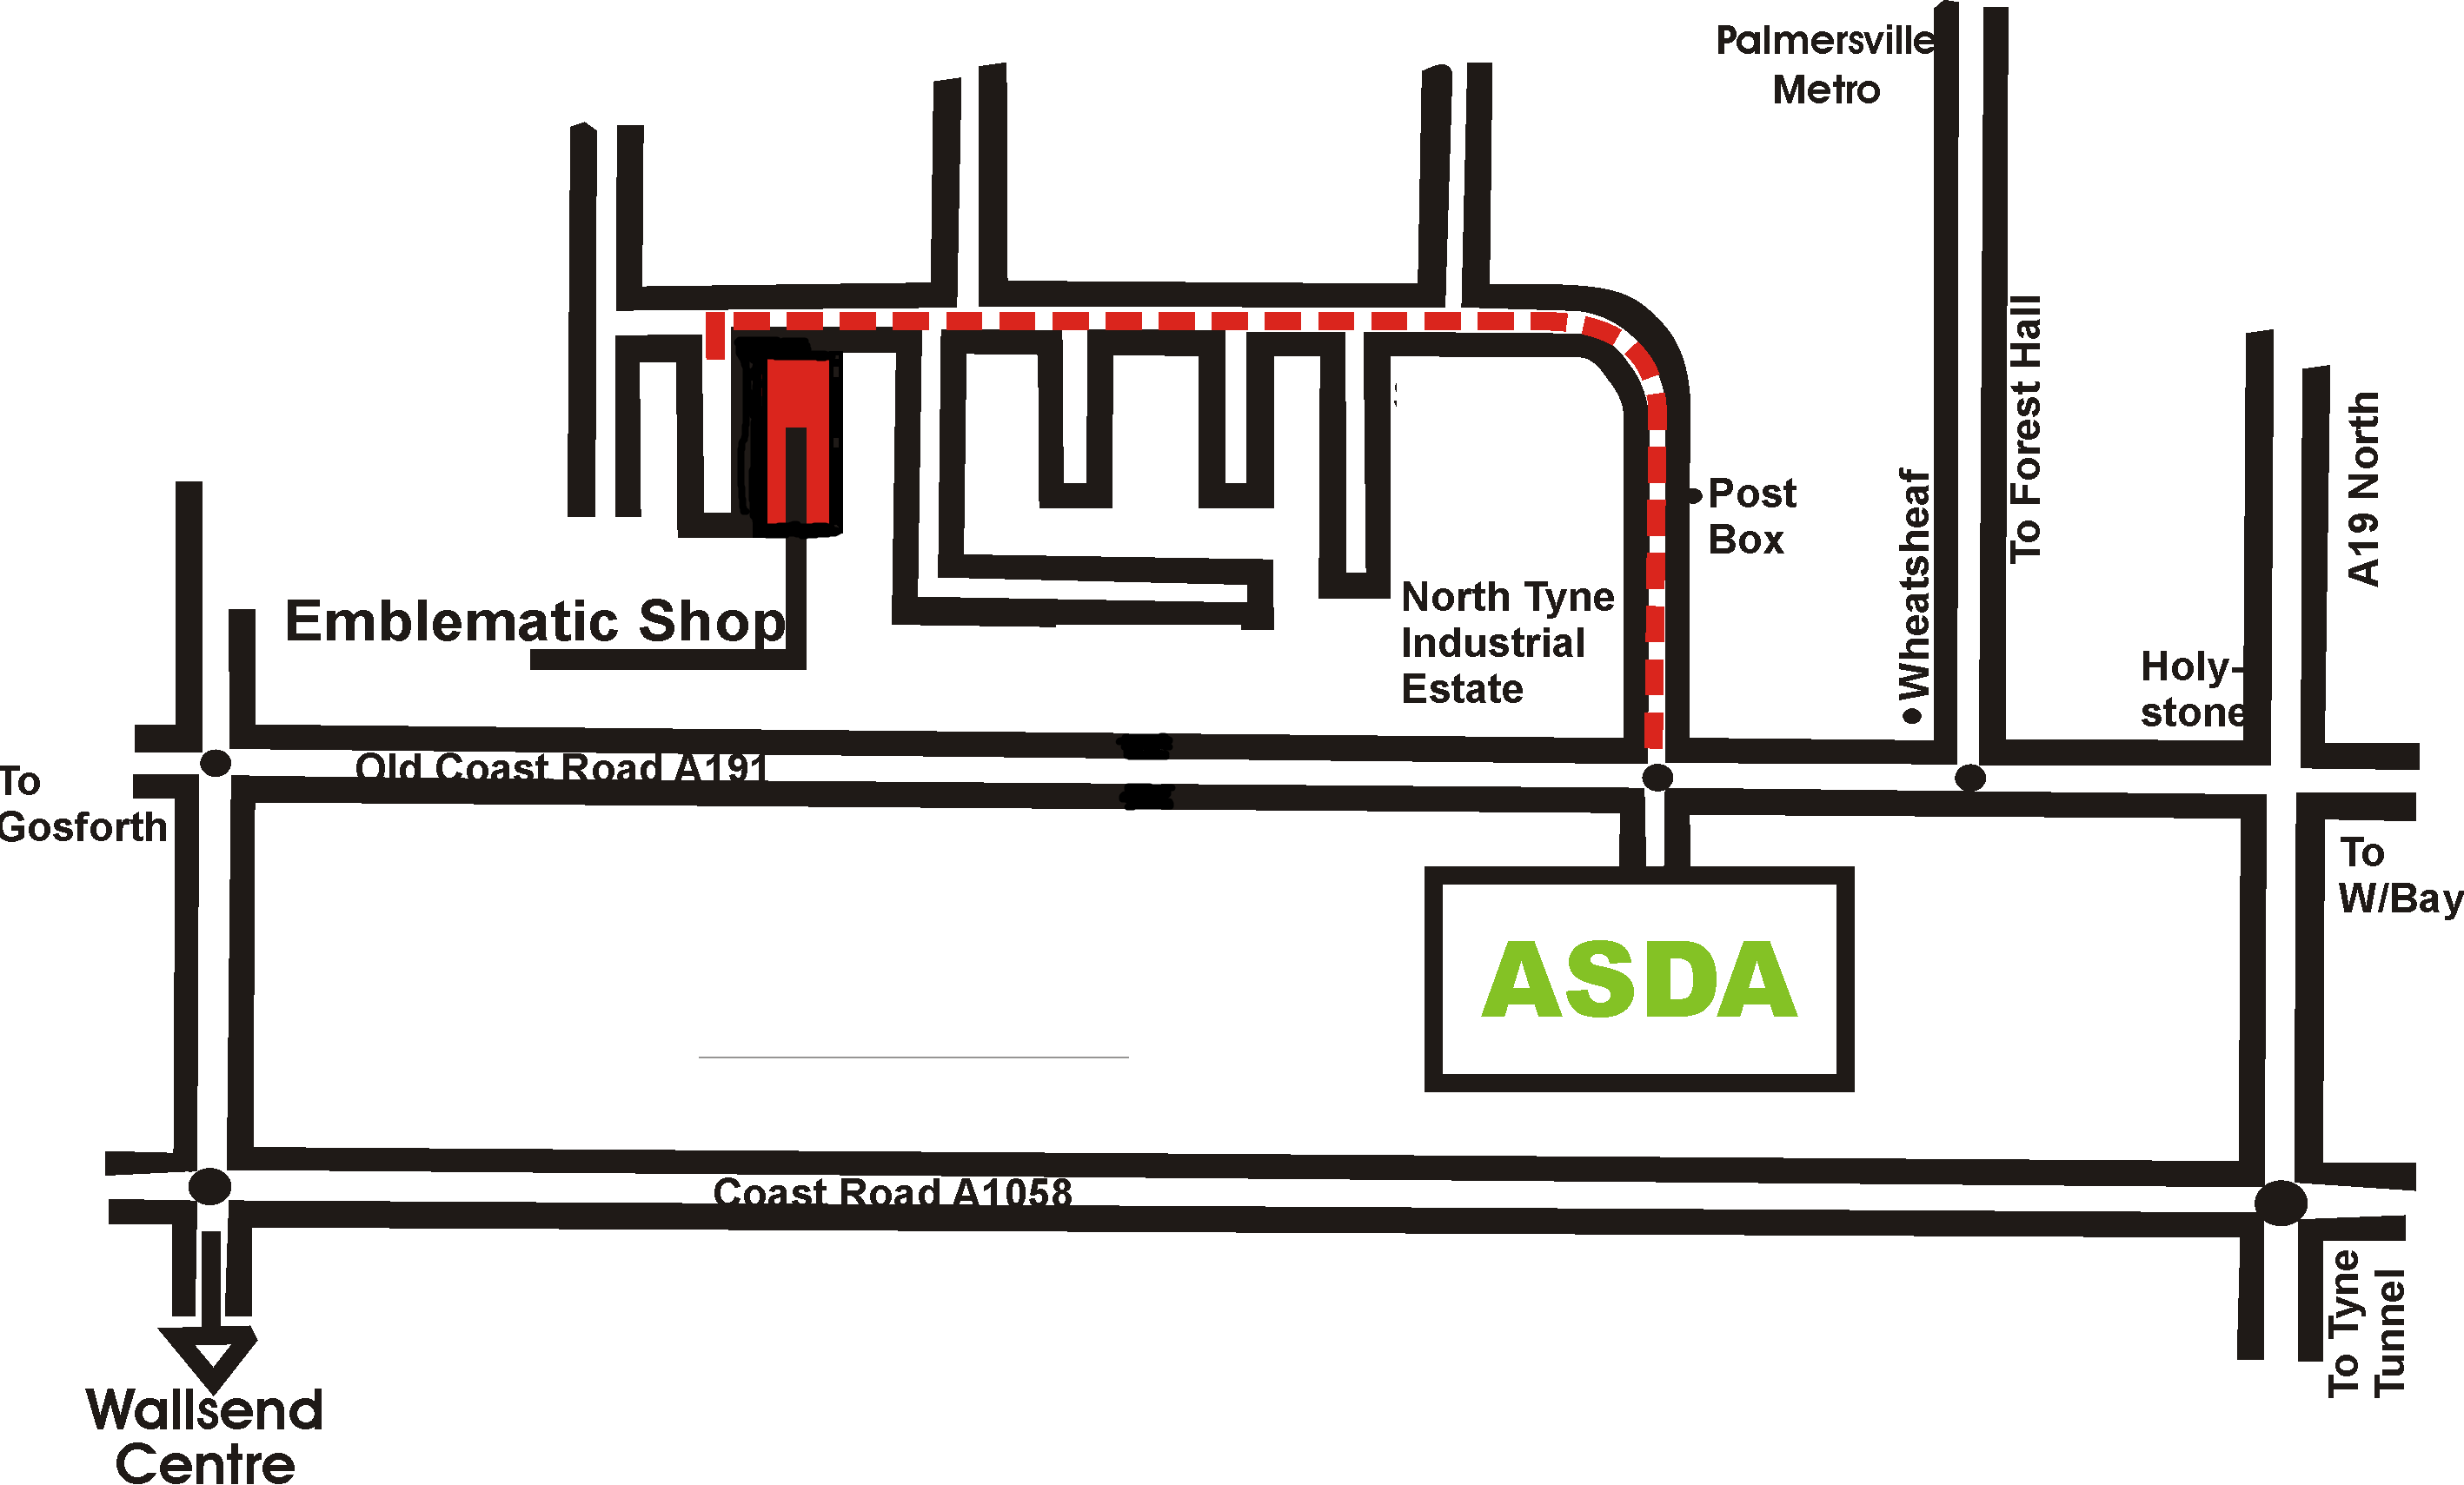 Palmersville
Metro
To Forest Hall
A19 North
Post
Box
Wheatsheaf
North Tyne
Industrial
Estate
Emblematic Shop
Holy-
stone
Old Coast Road A191
To
Gosforth
To
W/Bay
ASDA
Coast Road A1058
To Tyne
Tunnel
Wallsend
Centre